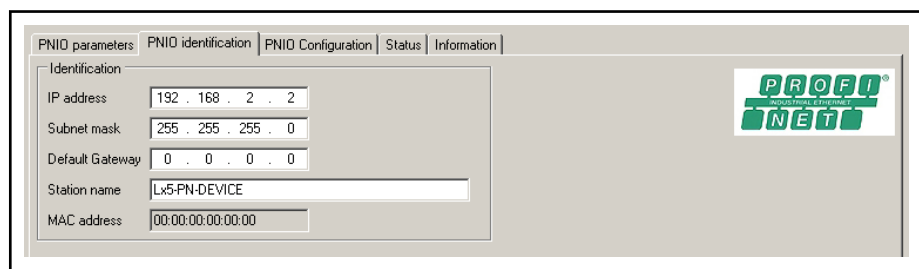 PNIO parameters PNIO identification PNIO Configuration Status Information
Identification
IP address 192 . 168 . 2 . 2
Subnet mask 255 . 255 . 255 . 0
Default Gateway 0 . 0 . 0 . 0
Station name Lx5-PN-DEVICE
MAC address 00:00:00:00:00:00
PROFI®
INDUSTRIAL ETHERNET
NET